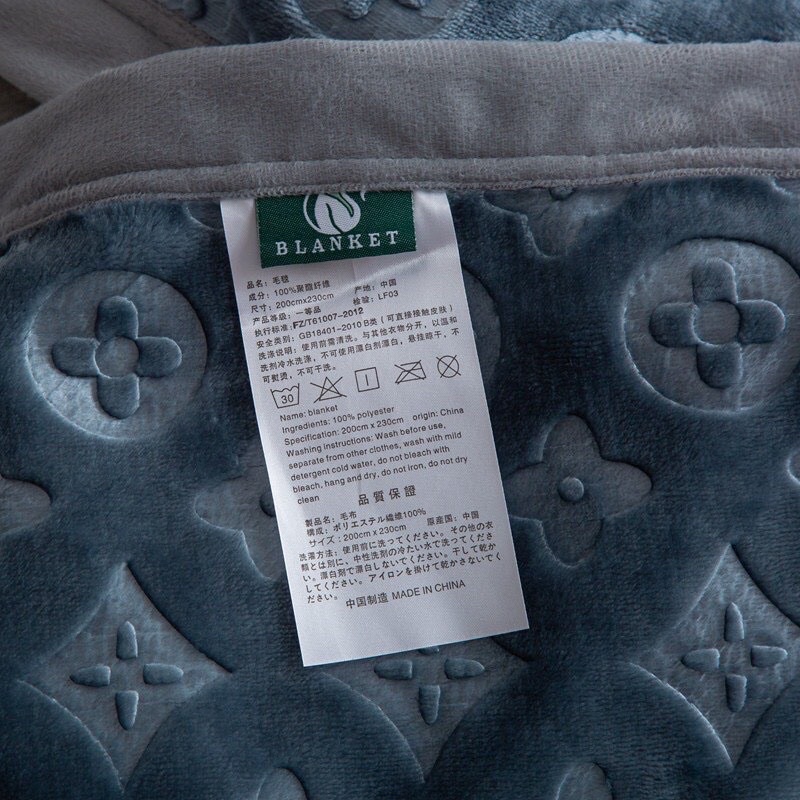 BLANKET
品名：毛毯
成分：100%聚酯纤维 产地：中国
尺寸：200cmx230cm 检验：LF03
产品等级：一等品
执行标准：FZ/T61007-2012
安全类别：GB18401-2010 B类（可直接接触皮肤）
洗涤说明：使用前需清洗。与其他衣物分开，以温和
洗剂冷水洗涤，不可使用漂白剂漂白，悬挂晾干，不
可熨烫，不可干洗。
30
Name: blanket
Ingredients: 100% polyester
Specification: 200cm x 230cm origin: China
Washing instructions: Wash before use,
separate from other clothes, wash with mild
detergent cold water, do not bleach with
bleach, hang and dry, do not iron, do not dry
clean
品質保證
製品名：毛布
構成：ポリエステル繊維100% 原産国：中国
サイズ：200cm x 230cm
洗濯方法：使用前に洗ってください。その他の衣
類とは別に、中性洗剤の冷たい水で洗ってくださ
い。漂白剤で漂白しないでください。干して乾か
してください。アイロンを掛けて乾かさないでく
ださい。
中国制造 MADE IN CHINA